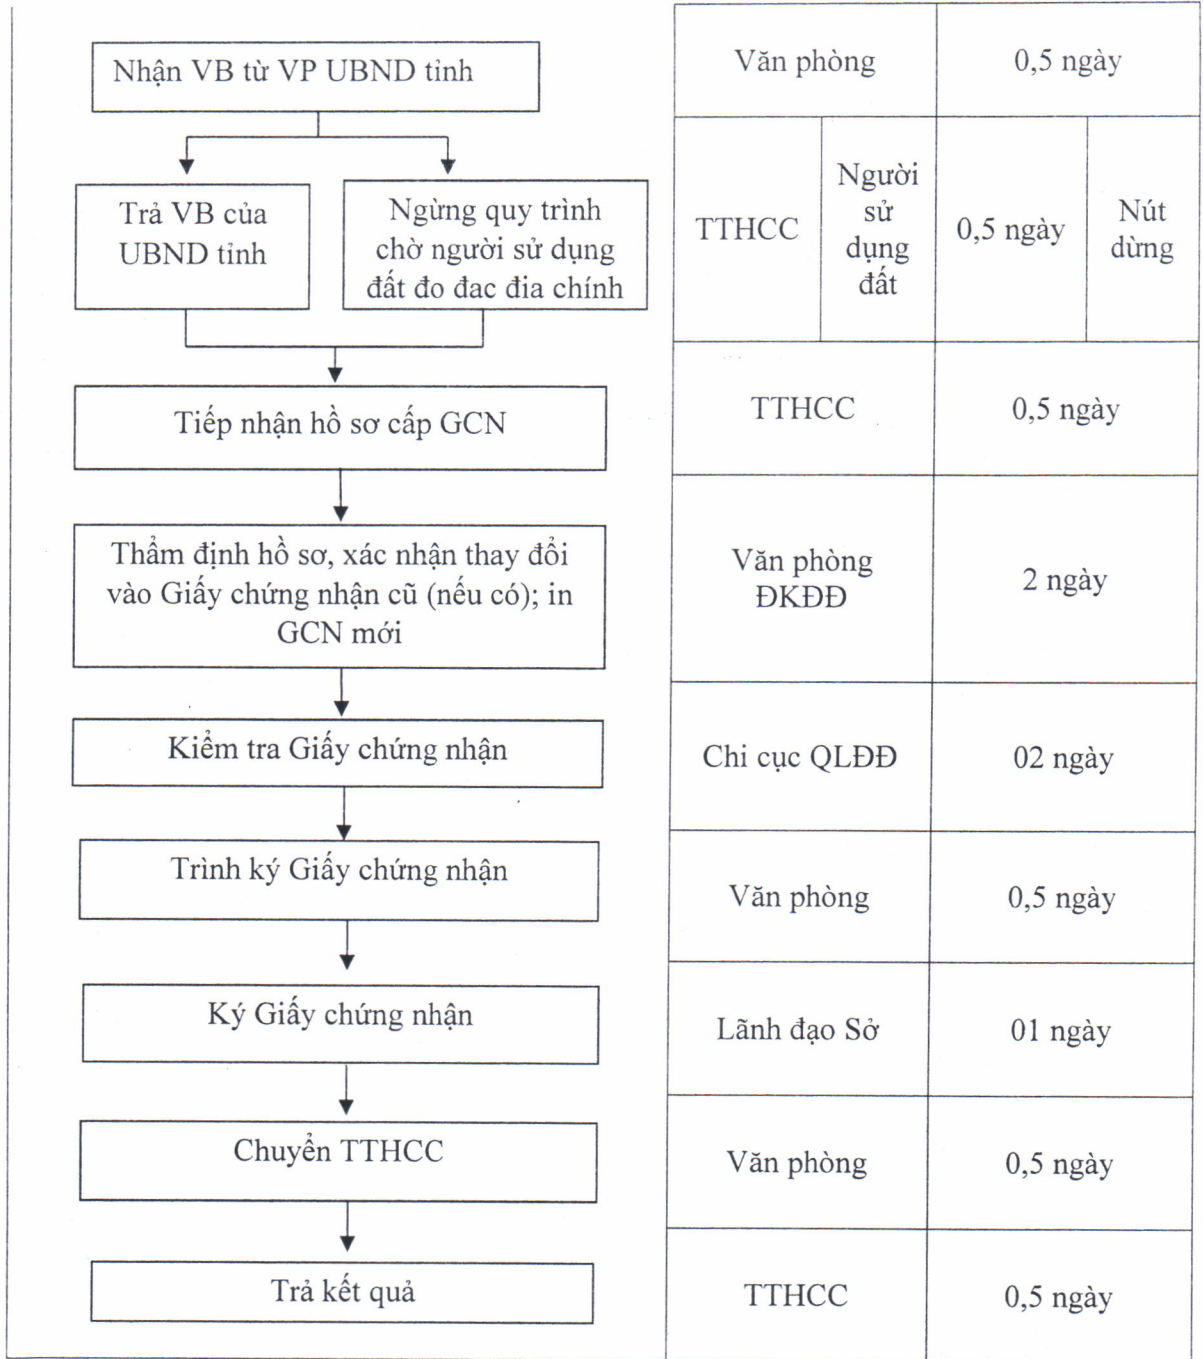 Nhận VB từ VP UBND tỉnh
Văn phòng
0,5 ngày
Trả VB của
UBND tỉnh
Ngừng quy trình
chờ người sử dụng
đất đo đac đia chính
TTHCC
Người
sử
dụng
đất
0,5 ngày
Nút
dừng
Tiếp nhận hồ sơ cấp GCN
TTHCC
0,5 ngày
Thẩm định hồ sơ, xác nhận thay đổi
vào Giấy chứng nhận cũ (nếu có); in
GCN mới
Văn phòng
ĐKĐĐ
2 ngày
Kiểm tra Giấy chứng nhận
Chi cục QLĐĐ
02 ngày
Trình ký Giấy chứng nhận
Văn phòng
0,5 ngày
Ký Giấy chứng nhận
Lãnh đạo Sở
01 ngày
Chuyển TTHCC
Văn phòng
0,5 ngày
Trả kết quả
TTHCC
0,5 ngày